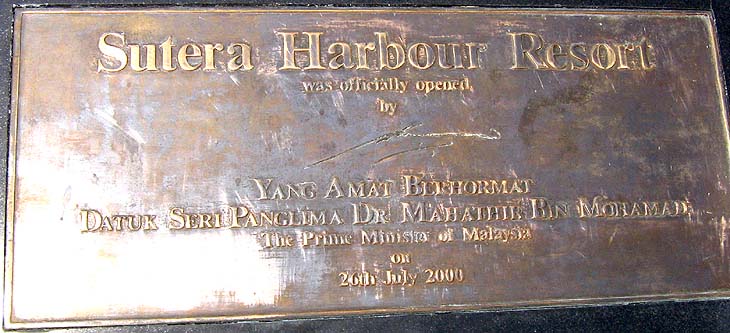 Sutera Harbour Resort
was officially opened
by
YANG AMAT BERHORMAT
DATUK SERI PANGLIMA DR MAHATHIR BIN MOHAMAD
The Prime Minister of Malaysia
on
26th July 2000